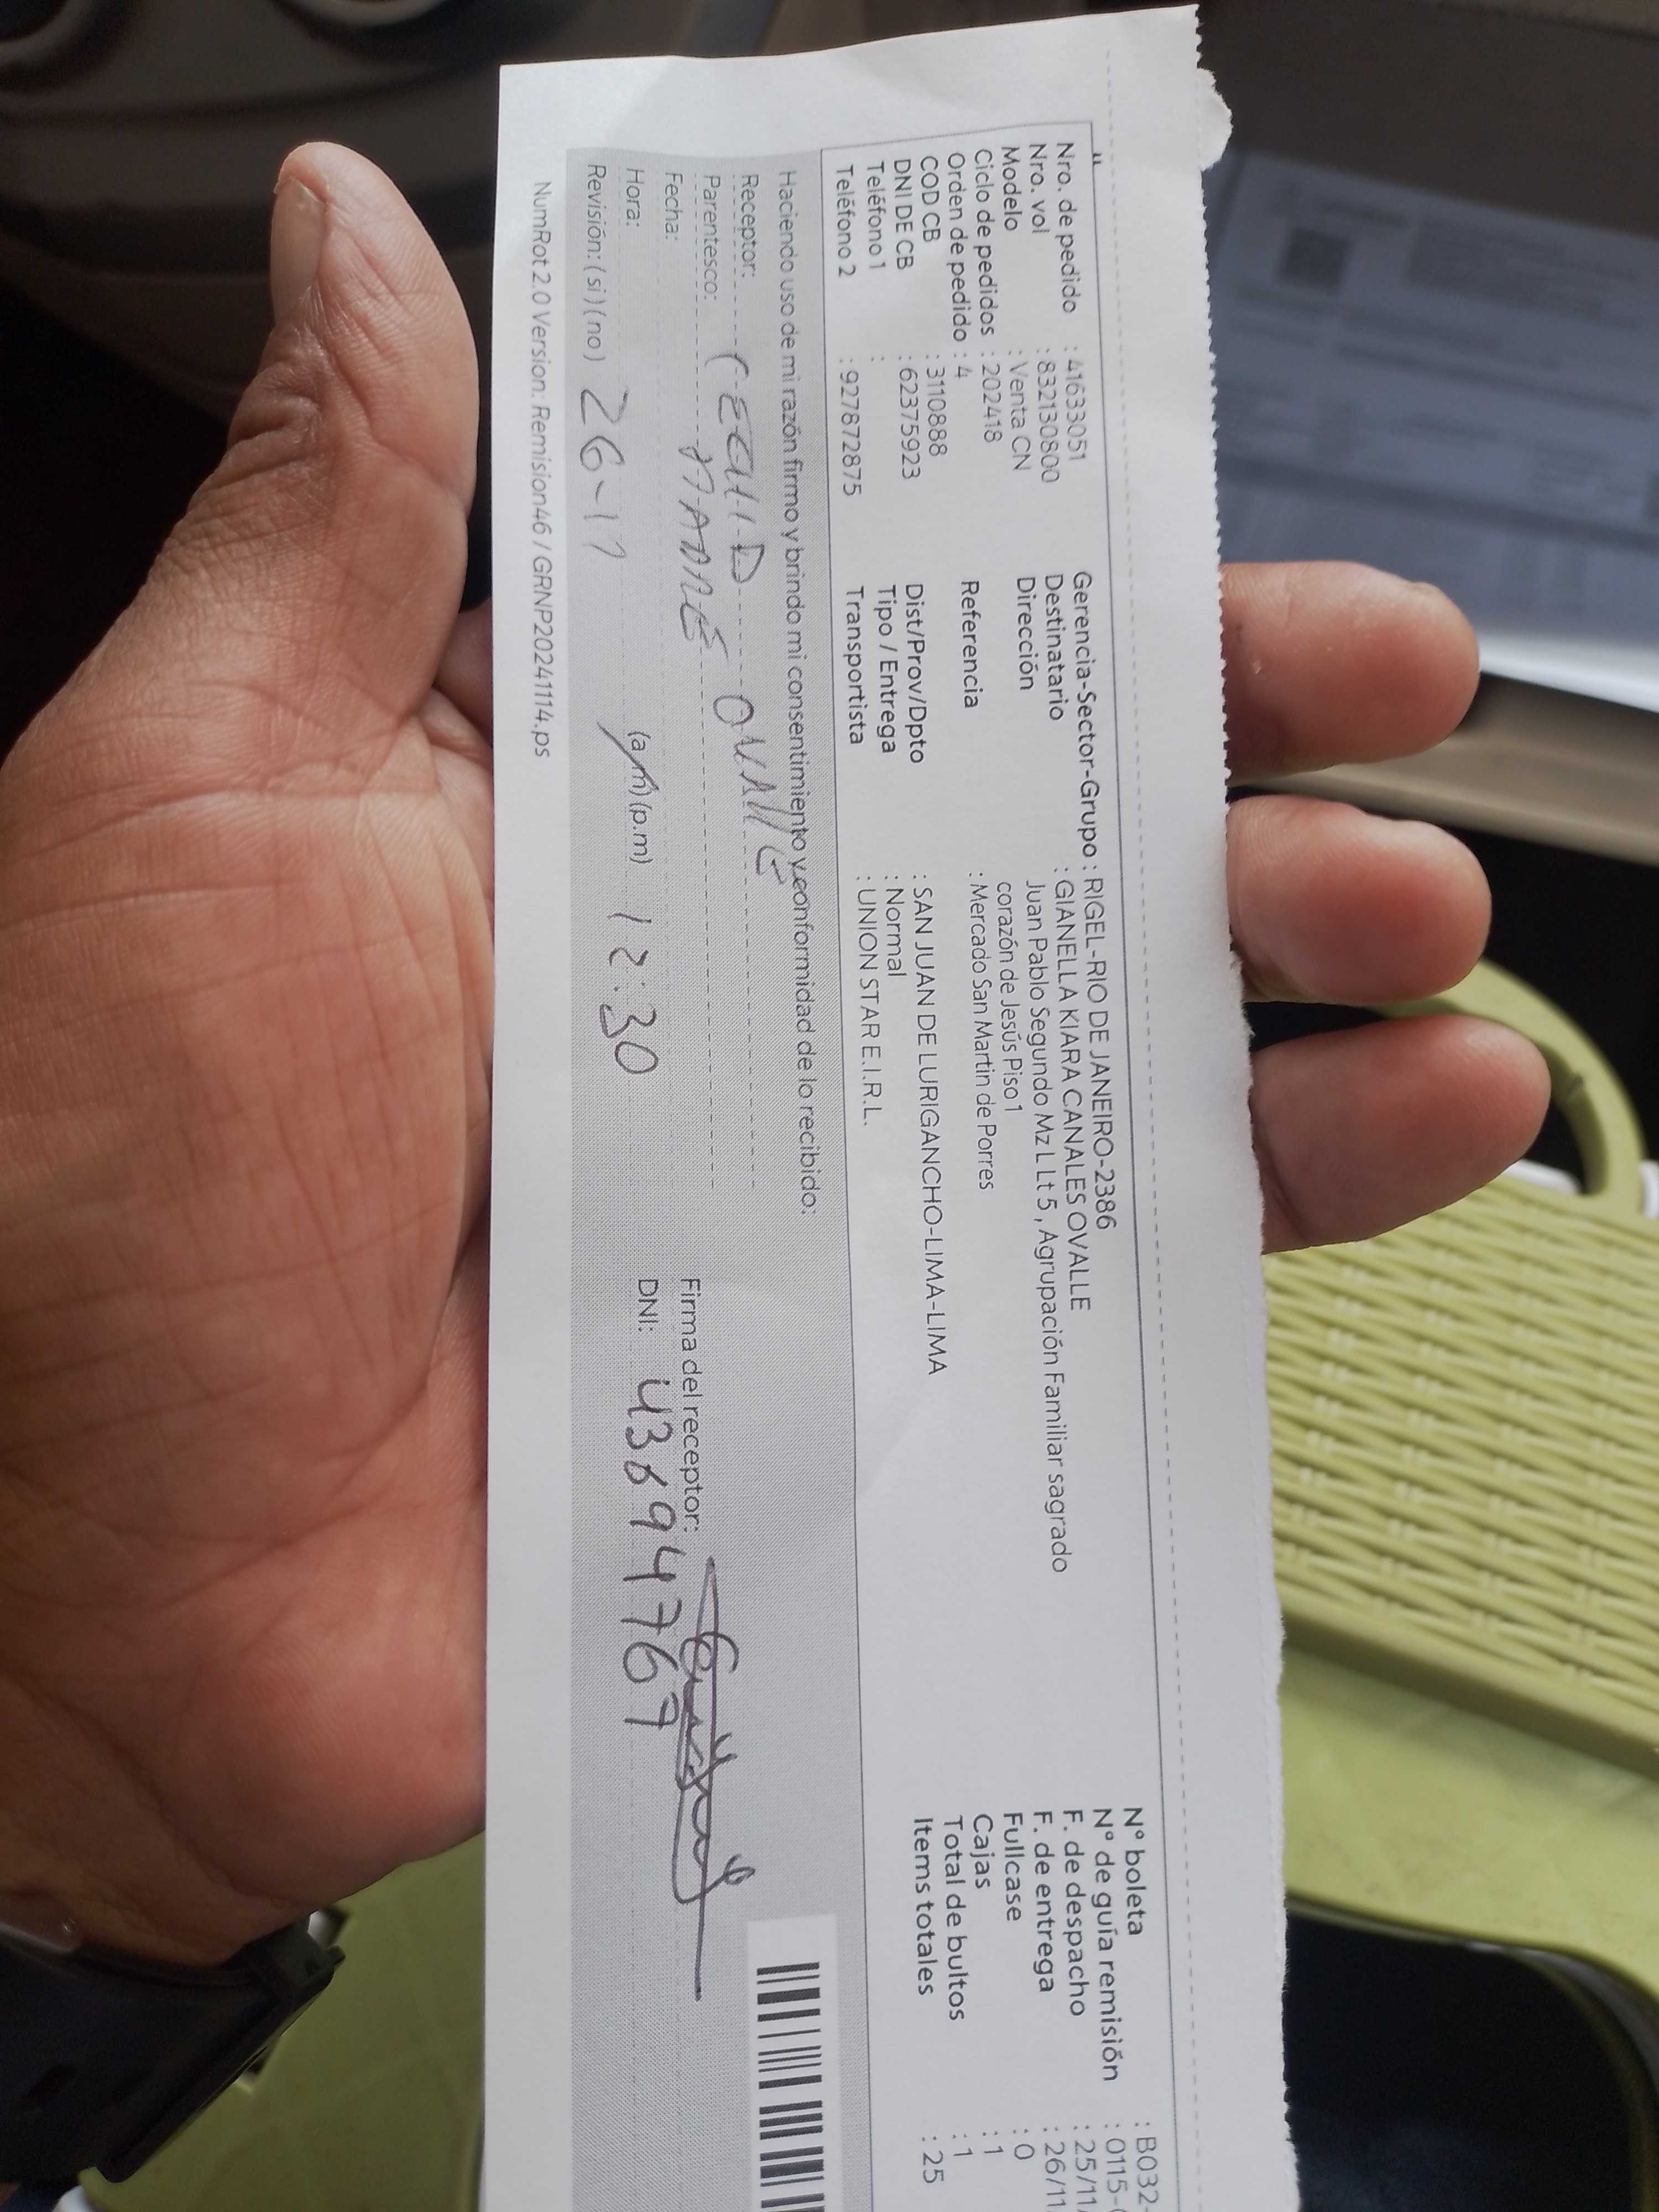 Nro. de pedido : 41633051
Nro. vol : 832130800
Modelo : Venta CN
Ciclo de pedidos : 202418
Orden de pedido : 4
COD CB : 3110888
DNI DE CB : 62375923
Teléfono 1 :
Teléfono 2 : 927872875
Gerencia-Sector-Grupo : RIGEL-RIO DE JANEIRO-2386
Destinatario : GIANELLA KIARA CANALES OVALLE
Dirección Juan Pablo Segundo Mz L Lt 5 , Agrupación Familiar sagrado
corazón de Jesús Piso 1
Referencia : Mercado San Martin de Porres
Dist/Prov/Dpto : SAN JUAN DE LURIGANCHO-LIMA-LIMA
Tipo / Entrega : Normal
Transportista : UNION STAR E.I.R.L.
N° boleta : B032-
N° de guía remisión : 0115-
F. de despacho : 25/11/
F. de entrega : 26/11
Fullcase : 0
Cajas : 1
Total de bultos : 1
Items totales : 25
Haciendo uso de mi razón firmo y brindo mi consentimiento y conformidad de lo recibido:
Receptor: OVALLE
Parentesco: MADRE
Fecha:
Hora: (a.m) (p.m) 12:30
Revisión: ( si ) ( no ) 26-11
Firma del receptor:
DNI: 43694767
NumRot 2.0 Version: Remision46 / GRNP20241114.ps